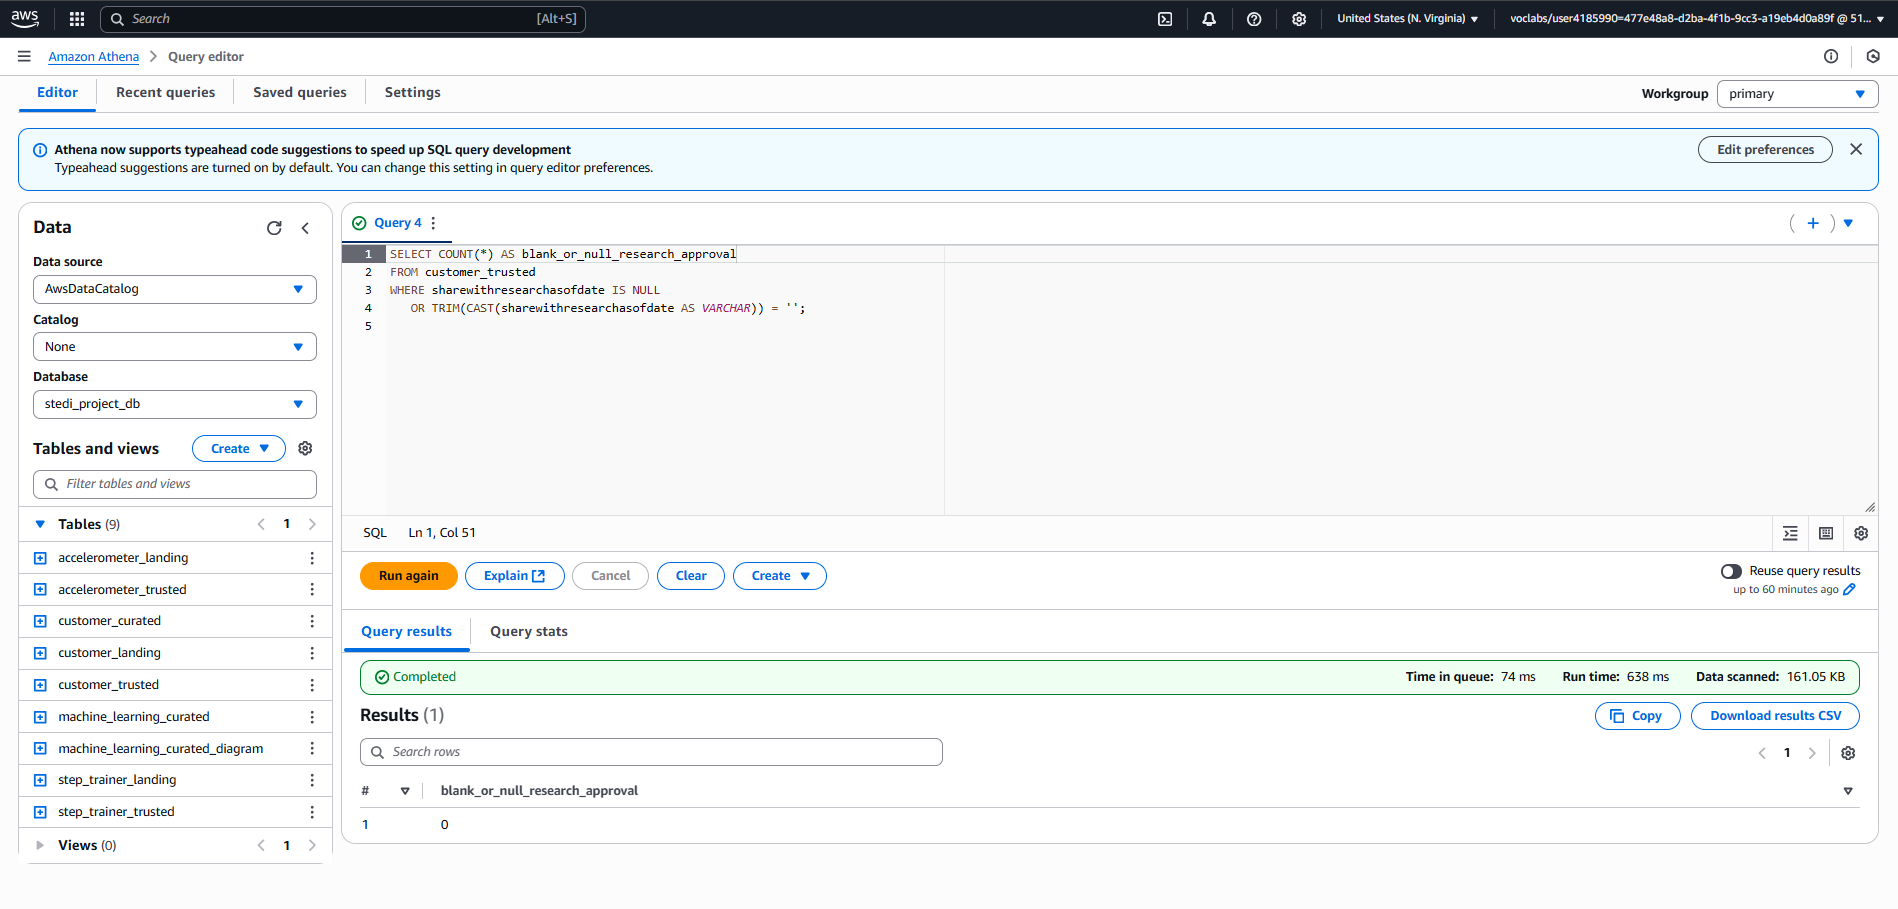 aws
Search
[Alt+S]
United States (N. Virginia)
voclabs/user4185990=477e48a8-d2ba-4f1b-9cc3-a19eb4d0a89f @ 51...
Amazon Athena
Query editor
Editor
Recent queries
Saved queries
Settings
Workgroup
primary
Athena now supports typeahead code suggestions to speed up SQL query development
Typeahead suggestions are turned on by default. You can change this setting in query editor preferences.
Edit preferences
Data
Data source
AwsDataCatalog
Catalog
None
Database
stedi_project_db
Tables and views
Create
Filter tables and views
Tables (9)
1
accelerometer_landing
accelerometer_trusted
customer_curated
customer_landing
customer_trusted
machine_learning_curated
machine_learning_curated_diagram
step_trainer_landing
step_trainer_trusted
Views (0)
1
Query 4
1 SELECT COUNT(*) AS blank_or_null_research_approval
2 FROM customer_trusted
3 WHERE sharewithresearchasofdate IS NULL
4 OR TRIM(CAST(sharewithresearchasofdate AS VARCHAR)) = '';
5
SQL
Ln 1, Col 51
Run again
Explain
Cancel
Clear
Create
Reuse query results
up to 60 minutes ago
Query results
Query stats
Completed
Time in queue: 74 ms
Run time: 638 ms
Data scanned: 161.05 KB
Results (1)
Copy
Download results CSV
Search rows
1
#
blank_or_null_research_approval
1
0